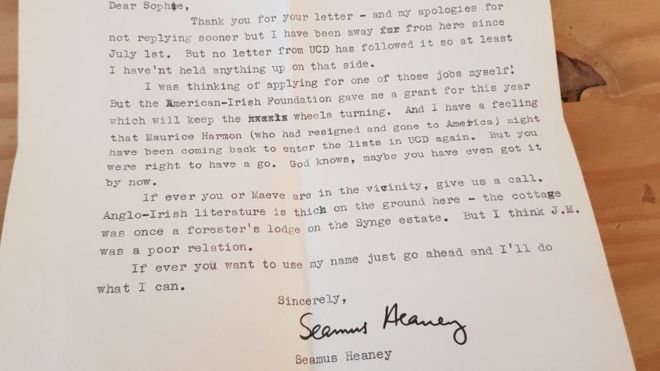 Dear Sophie,
Thank you for your letter - and my apologies for
not replying sooner but I have been away for from here since
July 1st. But no letter from UCD has followed it so at least
I have'nt held anything up on that side.
I was thinking of applying for one of those jobs myself!
But the American-Irish Foundation gave me a grant for this year
which will keep the wheels turning. And I have a feeling
that Maurice Harmon (who had resigned and gone to America) might
have been coming back to enter the lists in UCD again. But you
were right to have a go. God knows, maybe you have even got it
by now.
If ever you or Maeve are in the vicinity, give us a call.
Anglo-Irish literature is thick on the ground here - the cottage
was once a forester's lodge on the Synge estate. But I think J.M.
was a poor relation.
If ever you want to use my name just go ahead and I'll do
what I can.
Sincerely,
Seamus Heaney
Seamus Heaney